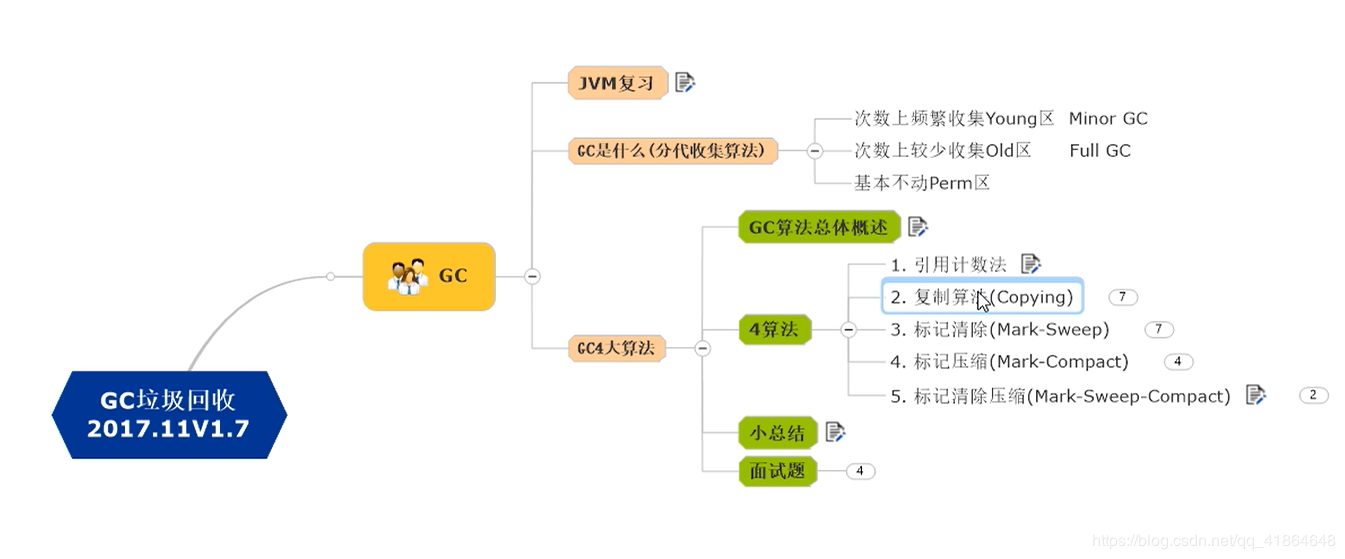 JVM复习
GC是什么(分代收集算法)
次数上频繁收集Young区 Minor GC
次数上较少收集Old区 Full GC
基本不动Perm区
GC
GC算法总体概述
GC4大算法
4算法
1. 引用计数法
2. 复制算法(Copying) 7
3. 标记清除(Mark-Sweep) 7
4. 标记压缩(Mark-Compact) 4
5. 标记清除压缩(Mark-Sweep-Compact) 2
小总结
面试题 4
GC垃圾回收
2017.11V1.7
https://blog.csdn.net/qq_41864648